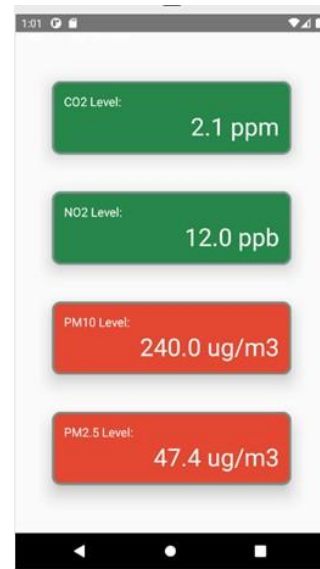 1:01
CO2 Level:
2.1 ppm
NO2 Level:
12.0 ppb
PM10 Level:
240.0 ug/m3
PM2.5 Level:
47.4 ug/m3